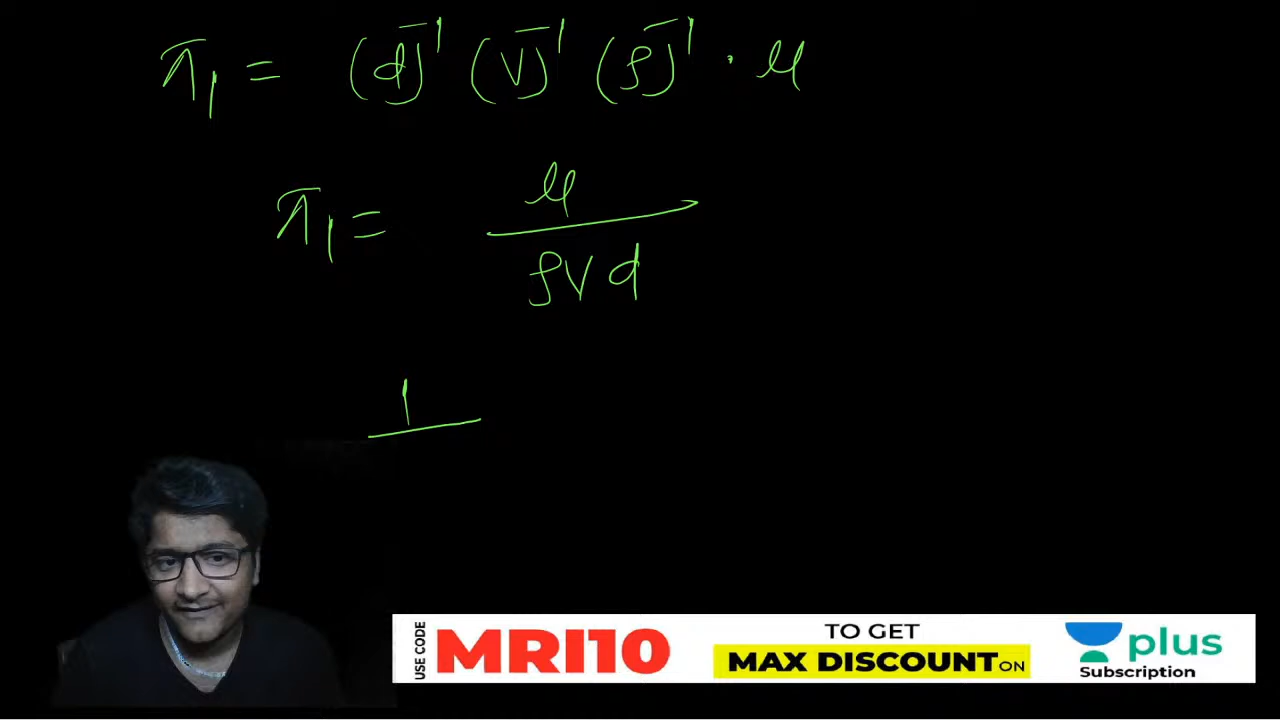 π₁ = (d)⁻¹ (V)⁻¹ (ρ)⁻¹ · μ
π₁ = μ / ρVd
1
USE CODE MRI10 TO GET MAX DISCOUNT ON plus Subscription